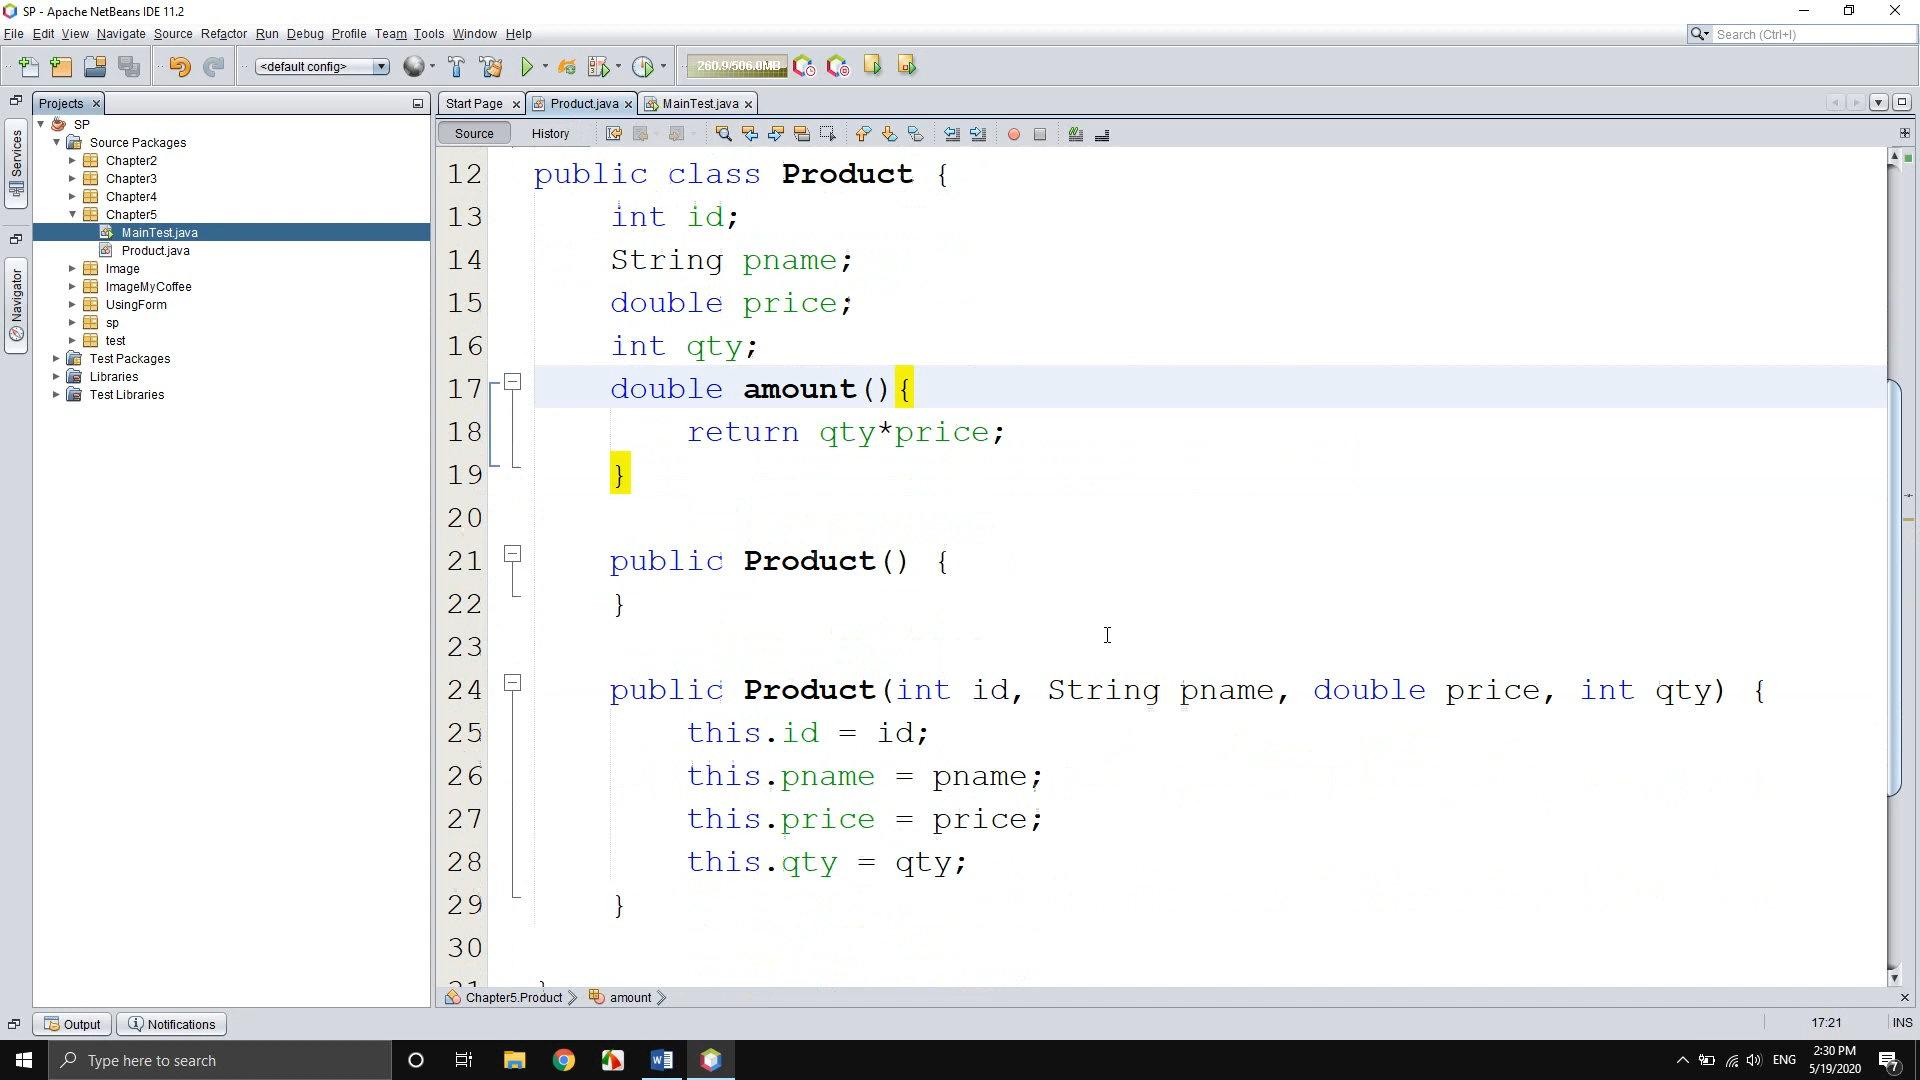 SP - Apache NetBeans IDE 11.2
File Edit View Navigate Source Refactor Run Debug Profile Team Tools Window Help
Search (Ctrl+I)
<default config>
260.9/506.0MB
Projects
Start Page
Product.java
MainTest.java
Source
History
Services
Navigator
SP
Source Packages
Chapter2
Chapter3
Chapter4
Chapter5
MainTest.java
Product.java
Image
ImageMyCoffee
UsingForm
sp
test
Test Packages
Libraries
Test Libraries
12 public class Product {
13 int id;
14 String pname;
15 double price;
16 int qty;
17 double amount(){
18 return qty*price;
19 }
20
21 public Product() {
22 }
23
24 public Product(int id, String pname, double price, int qty) {
25 this.id = id;
26 this.pname = pname;
27 this.price = price;
28 this.qty = qty;
29 }
30
31 }
Chapter5.Product
amount
Output
Notifications
17:21
INS
Type here to search
ENG
2:30 PM
5/19/2020
7